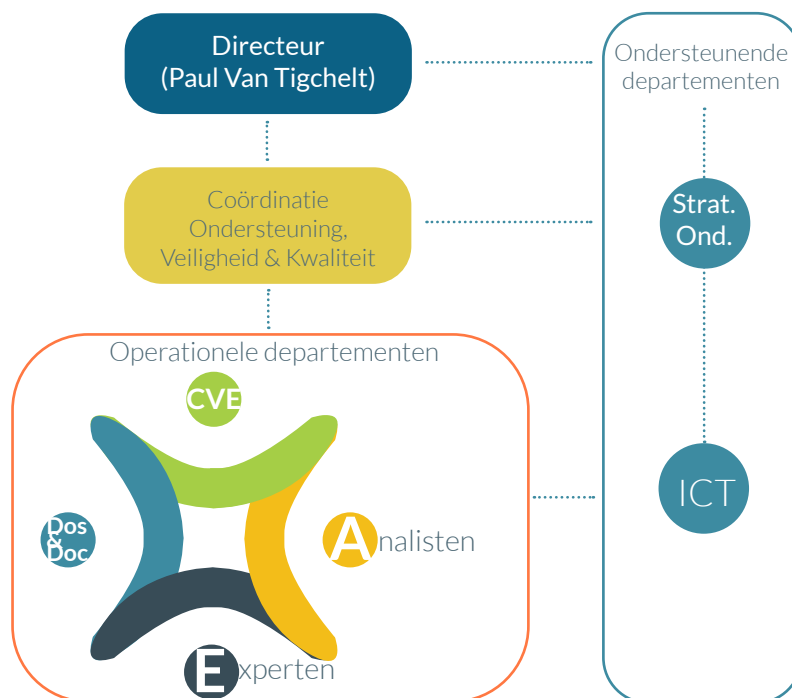 Directeur
(Paul Van Tigchelt)
Ondersteunende
departementen
Coördinatie
Ondersteuning,
Veiligheid & Kwaliteit
Strat.
Ond.
Operationele departementen
CVE
Dos
&
Doc
Analisten
ICT
Experten